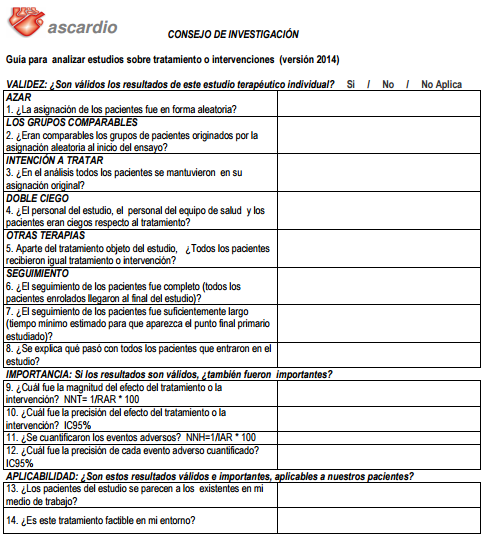 ascardio
CONSEJO DE INVESTIGACIÓN
Guía para analizar estudios sobre tratamiento o intervenciones (versión 2014)
VALIDEZ: ¿Son válidos los resultados de este estudio terapéutico individual? Si / No / No Aplica
AZAR
1. ¿La asignación de los pacientes fue en forma aleatoria?
LOS GRUPOS COMPARABLES
2. ¿Eran comparables los grupos de pacientes originados por la
asignación aleatoria al inicio del ensayo?
INTENCIÓN A TRATAR
3. ¿En el análisis todos los pacientes se mantuvieron en su
asignación original?
DOBLE CIEGO
4. ¿El personal del estudio, el personal del equipo de salud y los
pacientes eran ciegos respecto al tratamiento?
OTRAS TERAPIAS
5. Aparte del tratamiento objeto del estudio, ¿Todos los pacientes
recibieron igual tratamiento o intervención?
SEGUIMIENTO
6. ¿El seguimiento de los pacientes fue completo (todos los
pacientes enrolados llegaron al final del estudio)?
7. ¿El seguimiento de los pacientes fue suficientemente largo
(tiempo mínimo estimado para que aparezca el punto final primario
estudiado)?
8. ¿Se explica qué pasó con todos los pacientes que entraron en el
estudio?
IMPORTANCIA: Si los resultados son válidos, ¿también fueron importantes?
9. ¿Cuál fue la magnitud del efecto del tratamiento o la
intervención? NNT= 1/RAR * 100
10. ¿Cuál fue la precisión del efecto del tratamiento o la
intervención? IC95%
11. ¿Se cuantificaron los eventos adversos? NNH=1/IAR * 100
12. ¿Cuál fue la precisión de cada evento adverso cuantificado?
IC95%
APLICABILIDAD: ¿Son estos resultados válidos e importantes, aplicables a nuestros pacientes?
13. ¿Los pacientes del estudio se parecen a los existentes en mi
medio de trabajo?
14. ¿Es este tratamiento factible en mi entorno?